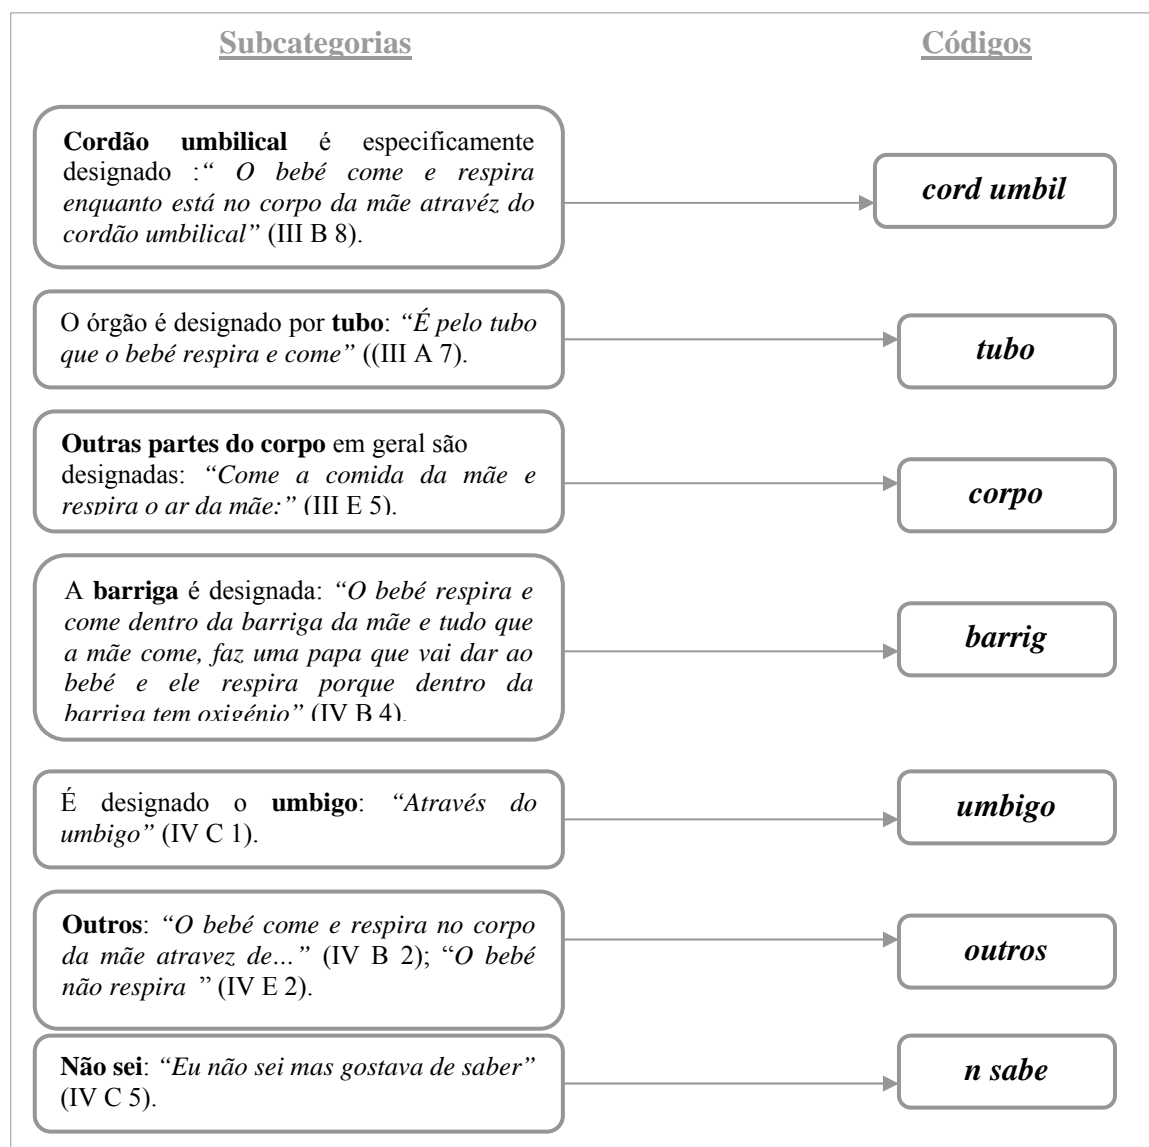 Subcategorias
Códigos
Cordão umbilical é especificamente
designado :“ O bebé come e respira
enquanto está no corpo da mãe atravéz do
cordão umbilical” (III B 8).
cord umbil
O órgão é designado por tubo: “É pelo tubo
que o bebé respira e come” ((III A 7).
tubo
Outras partes do corpo em geral são
designadas: “Come a comida da mãe e
respira o ar da mãe:” (III E 5).
corpo
A barriga é designada: “O bebé respira e
come dentro da barriga da mãe e tudo que
a mãe come, faz uma papa que vai dar ao
bebé e ele respira porque dentro da
barriga tem oxigénio” (IV B 4).
barrig
É designado o umbigo: “Através do
umbigo” (IV C 1).
umbigo
Outros: “O bebé come e respira no corpo
da mãe atravez de…” (IV B 2); “O bebé
não respira ” (IV E 2).
outros
Não sei: “Eu não sei mas gostava de saber”
(IV C 5).
n sabe